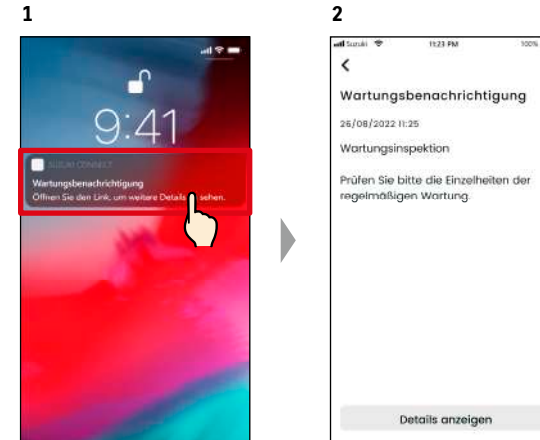 1
9:41
SUZUKI CONNECT
Wartungsbenachrichtigung
Öffnen Sie den Link, um weitere Details sehen.
2
Suzuki 11:23 PM 100%
Wartungsbenachrichtigung
26/08/2022 11:25
Wartungsinspektion
Prüfen Sie bitte die Einzelheiten der
regelmäßigen Wartung
Details anzeigen